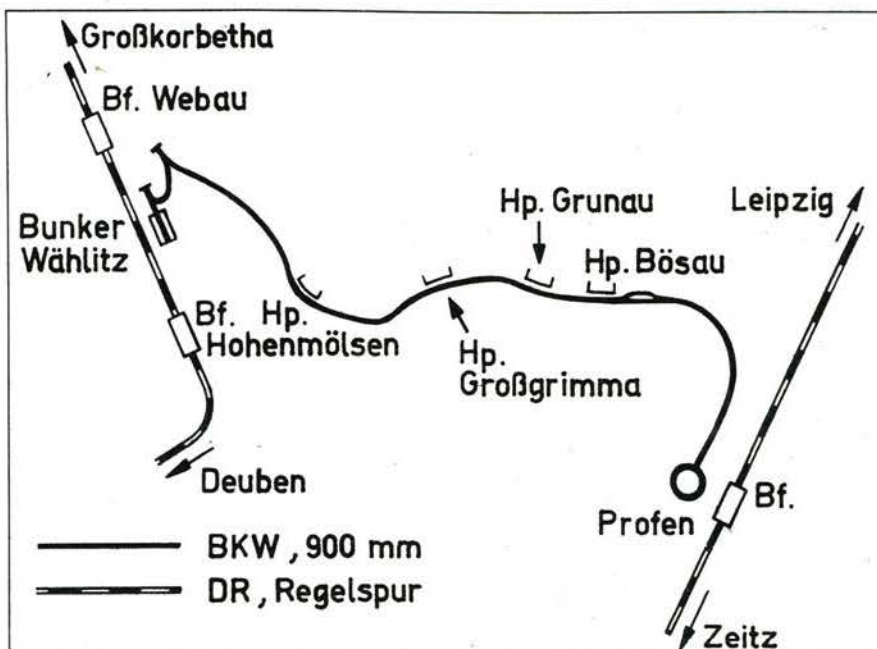 Großkorbetha
Bf. Webau
Hp. Grunau
Leipzig
Bunker
Wählitz
Hp. Bösau
Bf. Hp.
Hohenmölsen
Hp.
Großgrimma
Deuben
Bf.
Profen
BKW, 900 mm
DR, Regelspur
Zeitz